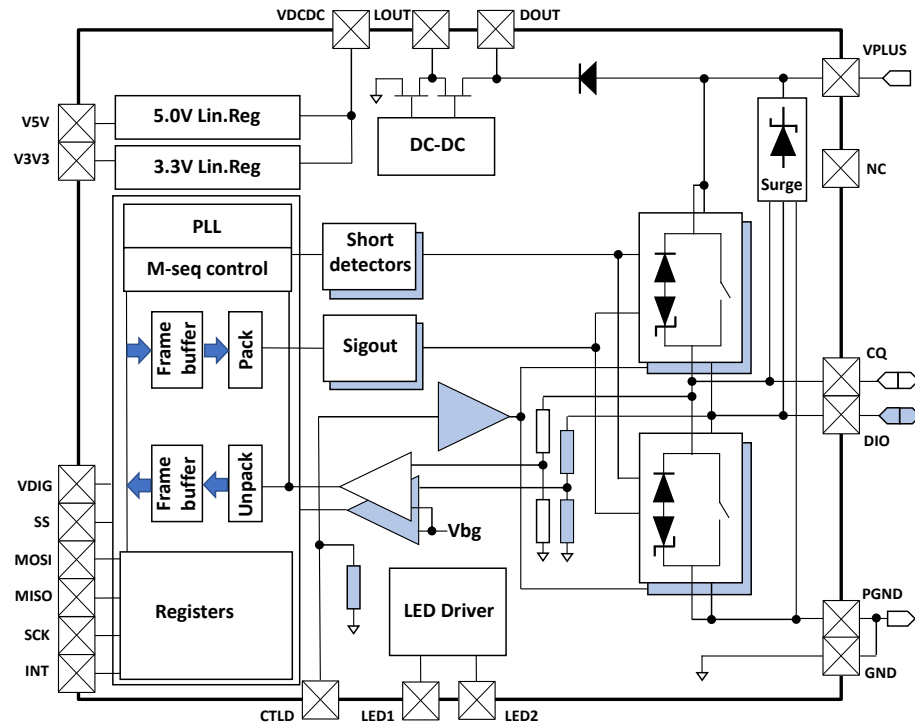 VDCDC
LOUT
DOUT
VPLUS
V5V
5.0V Lin.Reg
V3V3
3.3V Lin.Reg
DC-DC
NC
Surge
PLL
M-seq control
Short
detectors
Frame
buffer
Pack
Sigout
CQ
DIO
Frame
buffer
Unpack
Vbg
VDIG
SS
MOSI
MISO
SCK
INT
Registers
LED Driver
PGND
GND
CTLD
LED1
LED2